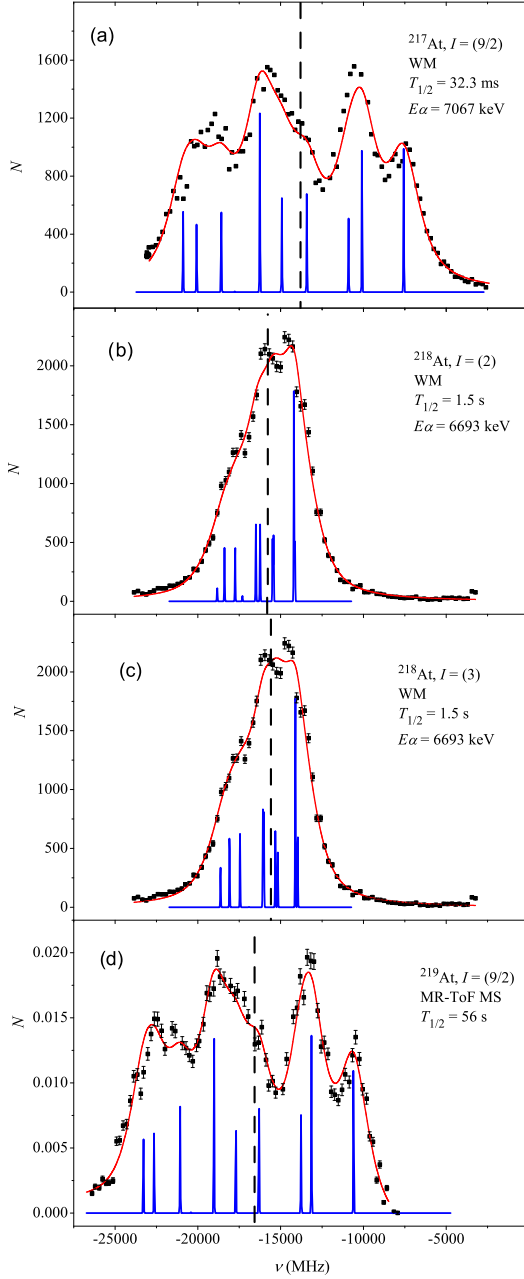 (a)
²¹⁷At, I = (9/2)
WM
T₁/₂ = 32.3 ms
Eα = 7067 keV
1600
1200
800
400
0
N
(b)
²¹⁸At, I = (2)
WM
T₁/₂ = 1.5 s
Eα = 6693 keV
2000
1500
1000
500
0
N
(c)
²¹⁸At, I = (3)
WM
T₁/₂ = 1.5 s
Eα = 6693 keV
2000
1500
1000
500
0
N
(d)
²¹⁹At, I = (9/2)
MR-ToF MS
T₁/₂ = 56 s
0.020
0.015
0.010
0.005
0.000
N
-25000 -20000 -15000 -10000 -5000
ν (MHz)